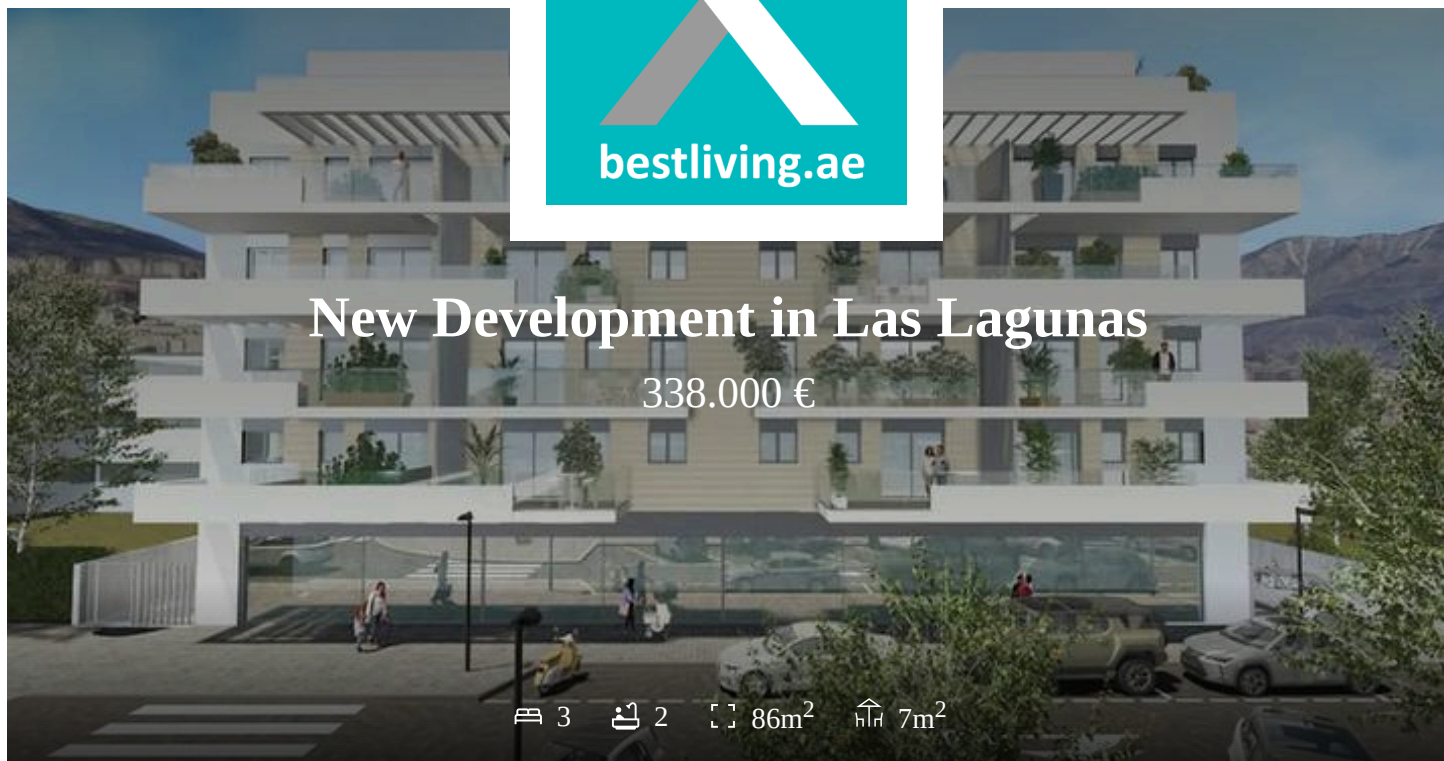 bestliving.ae
New Development in Las Lagunas
338.000 €
3 2 86m² 7m²